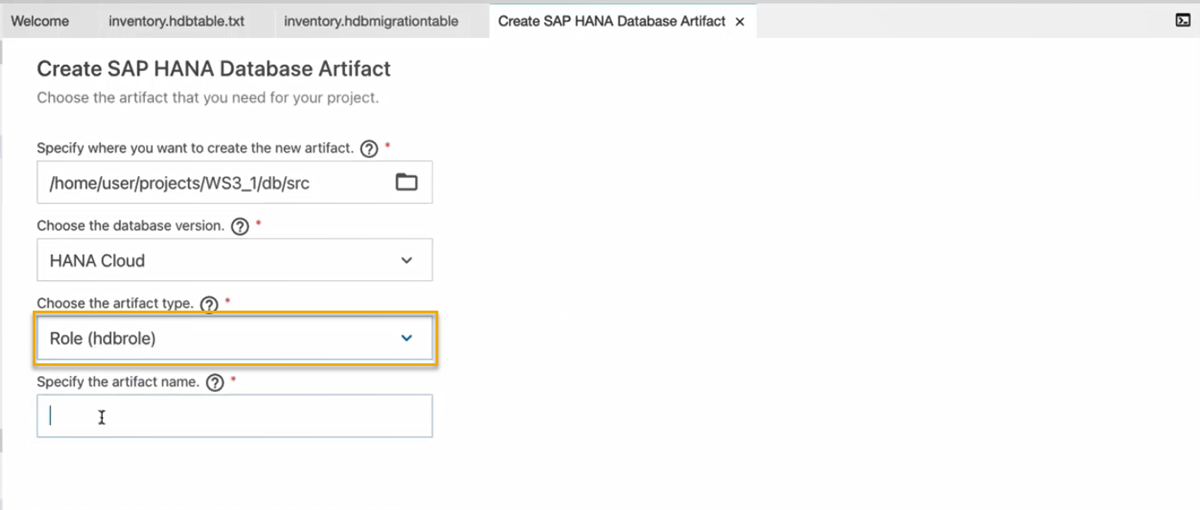 Welcome
inventory.hdbtable.txt
inventory.hdbmigrationtable
Create SAP HANA Database Artifact
Create SAP HANA Database Artifact
Choose the artifact that you need for your project.
Specify where you want to create the new artifact. ? *
/home/user/projects/WS3_1/db/src
Choose the database version. ? *
HANA Cloud
Choose the artifact type. ? *
Role (hdbrole)
Specify the artifact name. ? *